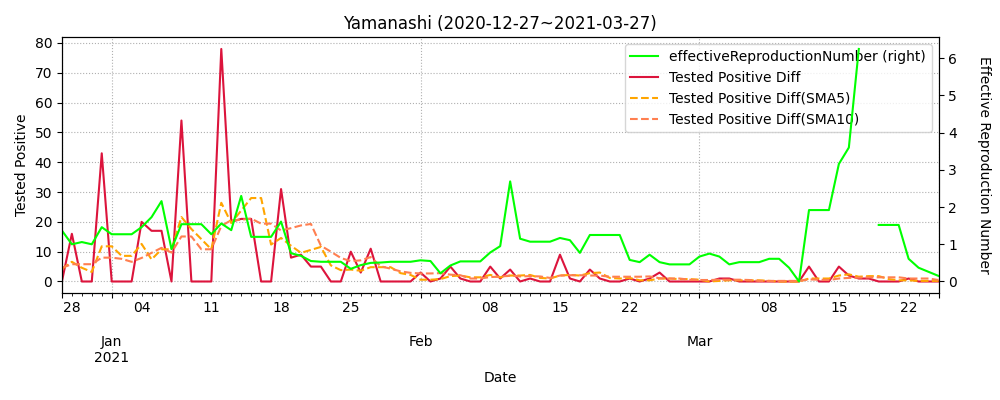 Yamanashi (2020-12-27~2021-03-27)
effectiveReproductionNumber (right)
Tested Positive Diff
Tested Positive Diff(SMA5)
Tested Positive Diff(SMA10)
Tested Positive
80
70
60
50
40
30
20
10
0
Effective Reproduction Number
6
5
4
3
2
1
0
28 04 11 18 25 08 15 22 08 15 22
Jan Feb Mar
2021
Date